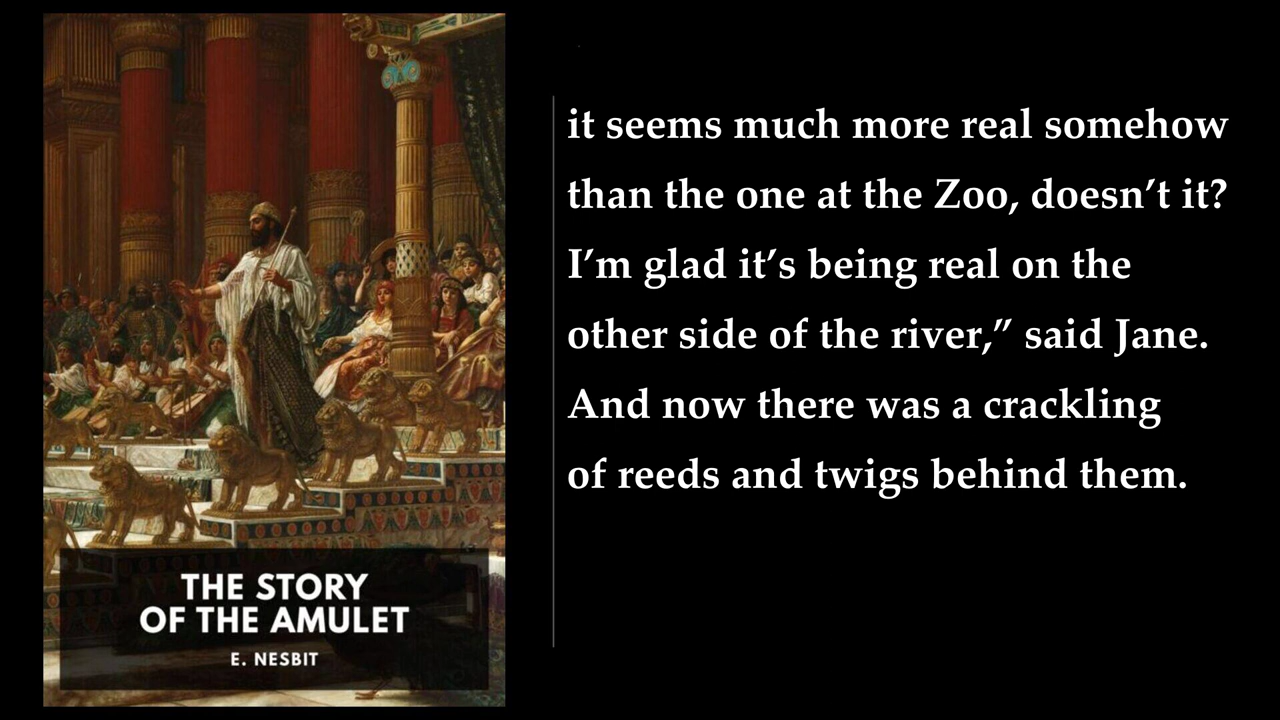 THE STORY
OF THE AMULET
E. NESBIT
it seems much more real somehow
than the one at the Zoo, doesn’t it?
I’m glad it’s being real on the
other side of the river,” said Jane.
And now there was a crackling
of reeds and twigs behind them.